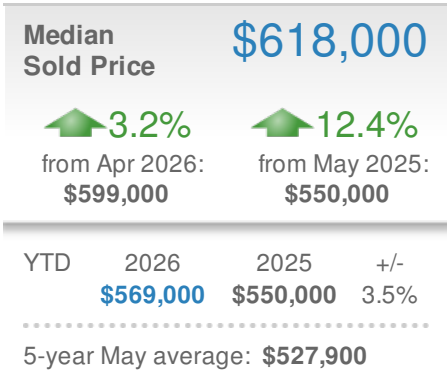 Median $618,000
Sold Price
3.2% 12.4%
from Apr 2026: from May 2025:
$599,000 $550,000
YTD 2026 2025 +/-
$569,000 $550,000 3.5%
5-year May average: $527,900